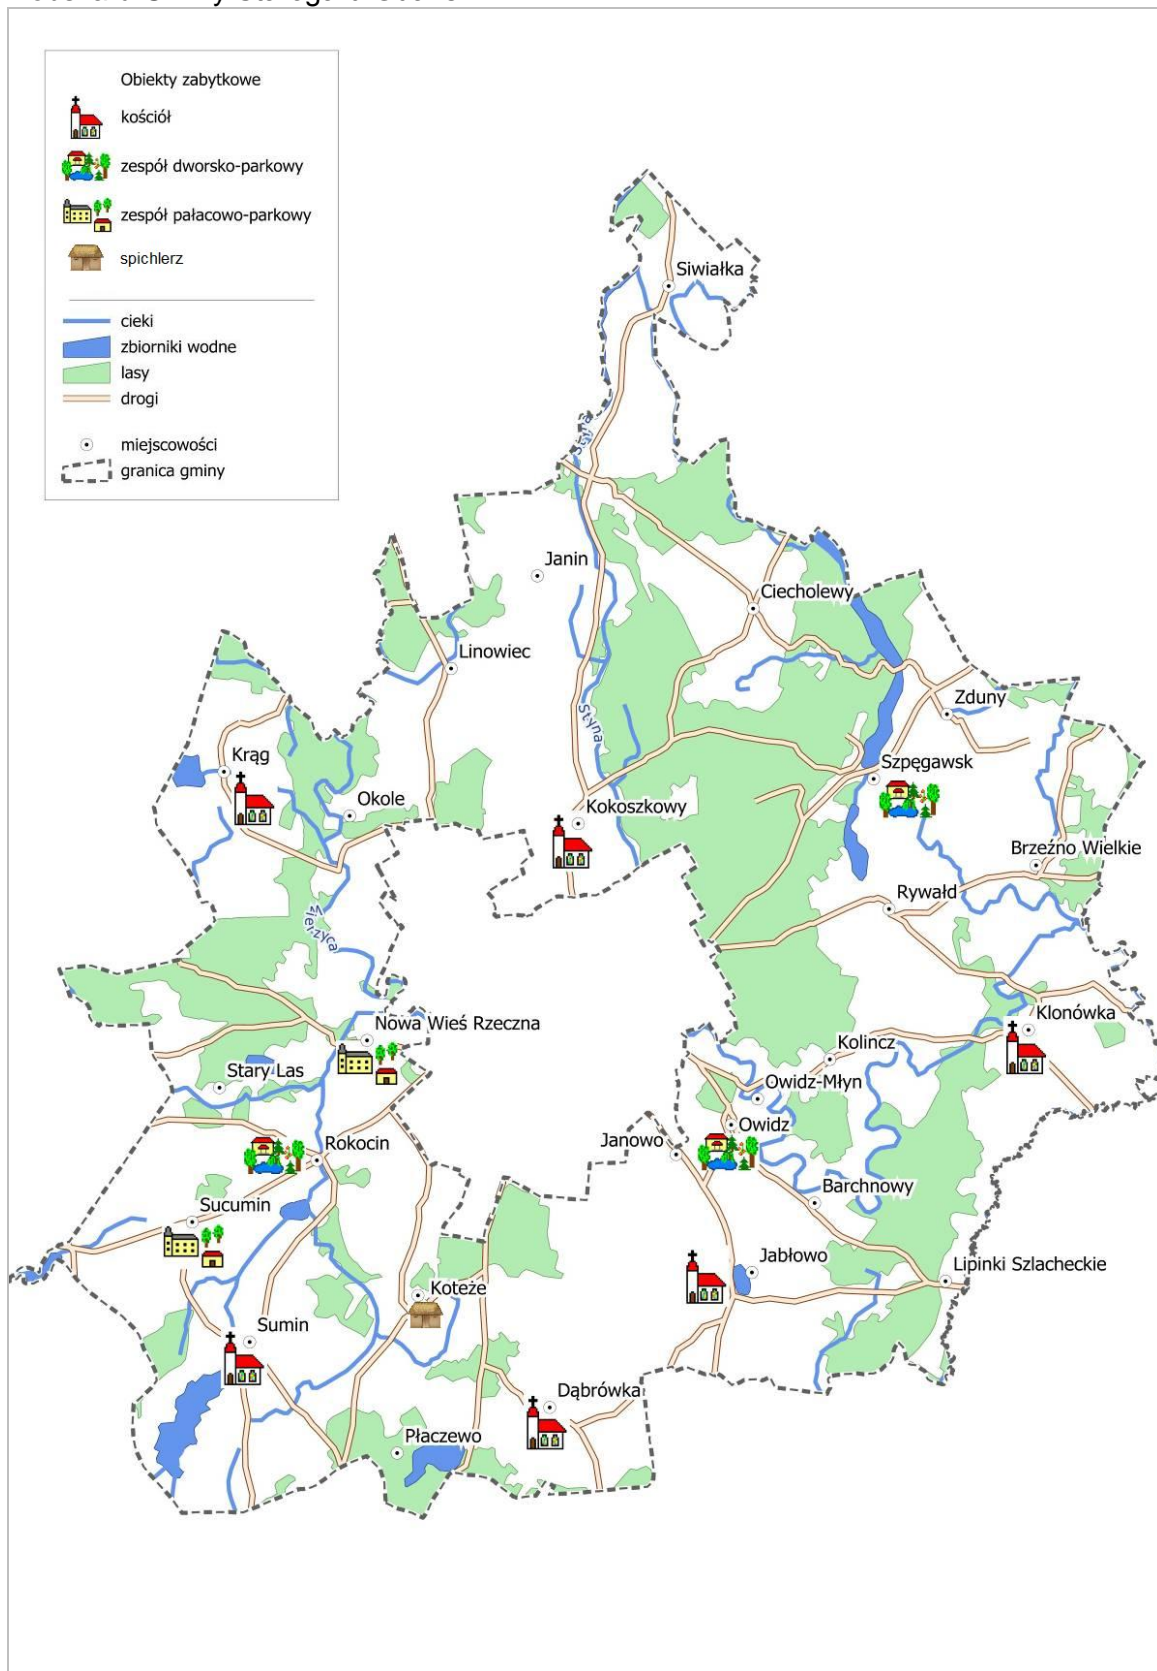 Obiekty zabytkowe
kościół
zespół dworsko-parkowy
zespół pałacowo-parkowy
spichlerz
cieki
zbiorniki wodne
lasy
drogi
miejscowości
granica gminy
Siwiałka
Styna
Janin
Ciecholewy
Linowiec
Styna
Zduny
Krąg
Szpęgawsk
Okole
Kokoszkowy
Brzeźno Wielkie
Rywałd
Zierzyca
Klonówka
Nowa Wieś Rzeczna
Kolincz
Stary Las
Owidz-Młyn
Owidz
Janowo
Rokocin
Barchnowy
Sucumin
Jabłowo
Lipinki Szlacheckie
Koteże
Sumin
Dąbrówka
Płaczewo